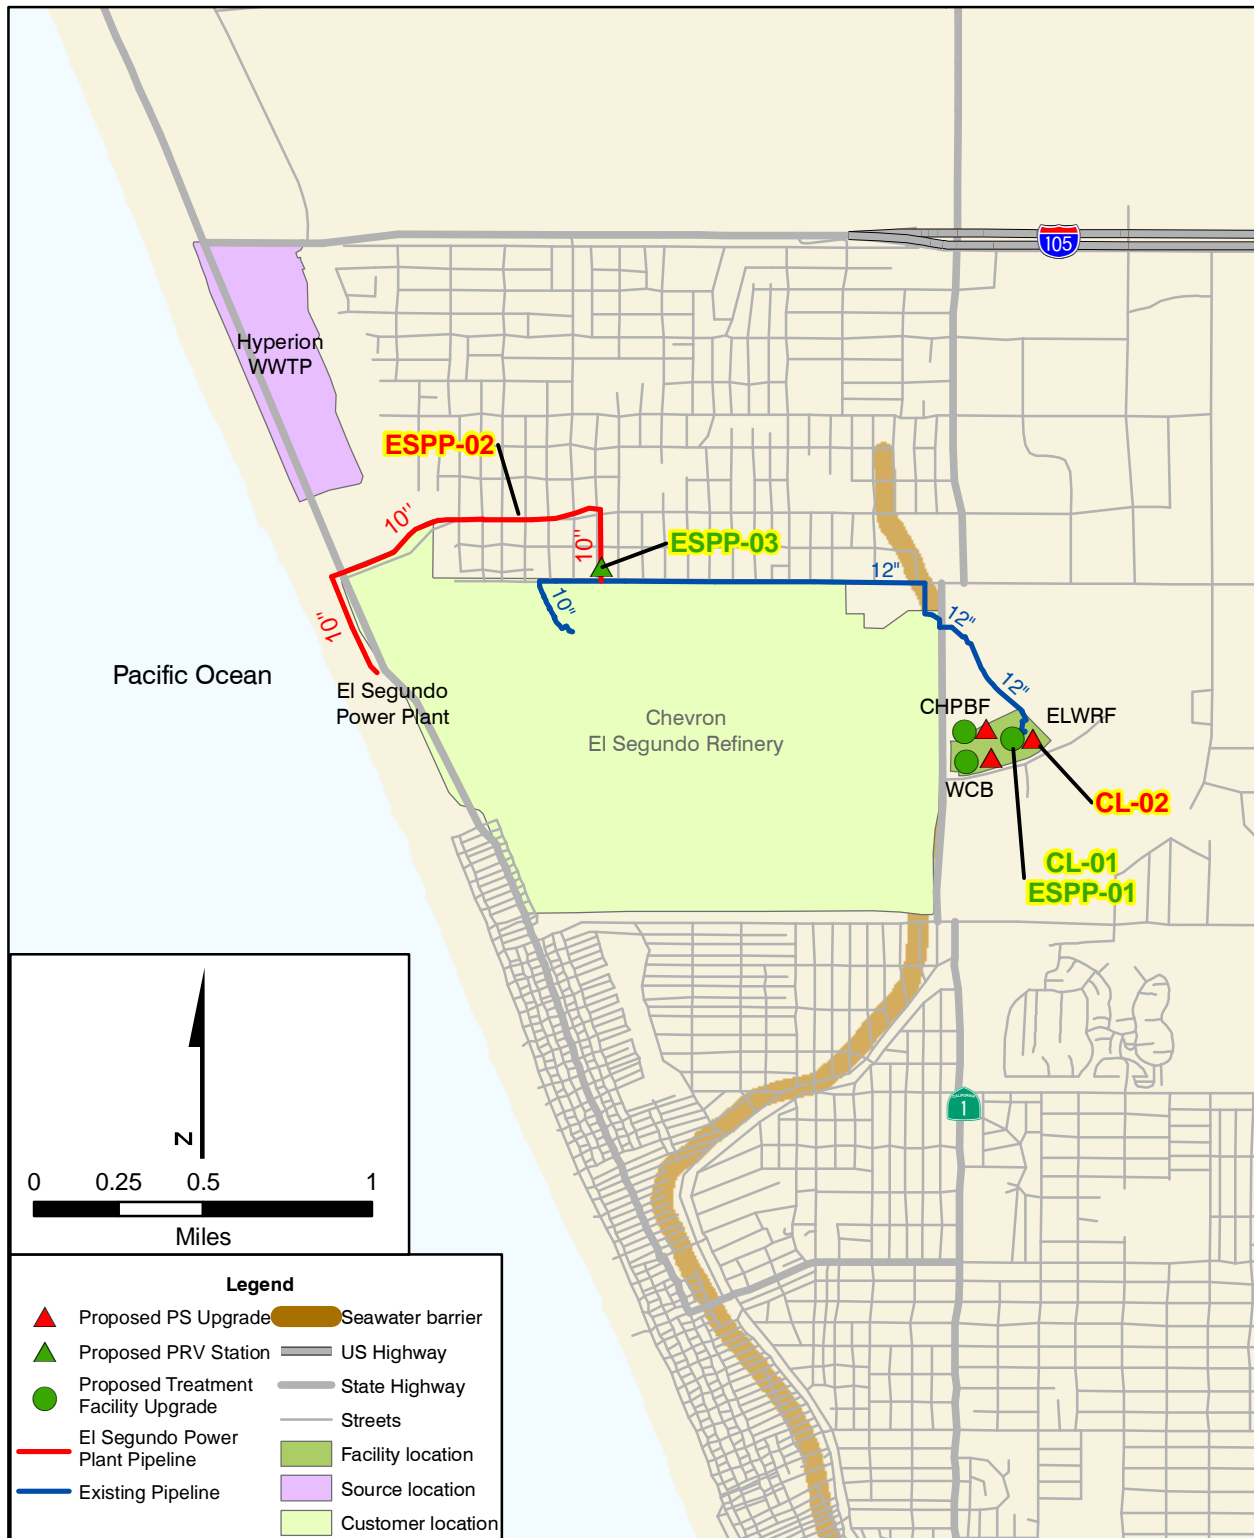 105
Hyperion
WWTP
ESPP-02
10"
10"
ESPP-03
12"
10"
12"
10"
12"
Pacific Ocean
El Segundo
Power Plant
Chevron
El Segundo Refinery
CHPBF
ELWRF
WCB
CL-02
CL-01
ESPP-01
CALIFORNIA
1
N
0 0.25 0.5 1
Miles
Legend
Proposed PS Upgrade
Proposed PRV Station
Proposed Treatment
Facility Upgrade
El Segundo Power
Plant Pipeline
Existing Pipeline
Seawater barrier
US Highway
State Highway
Streets
Facility location
Source location
Customer location